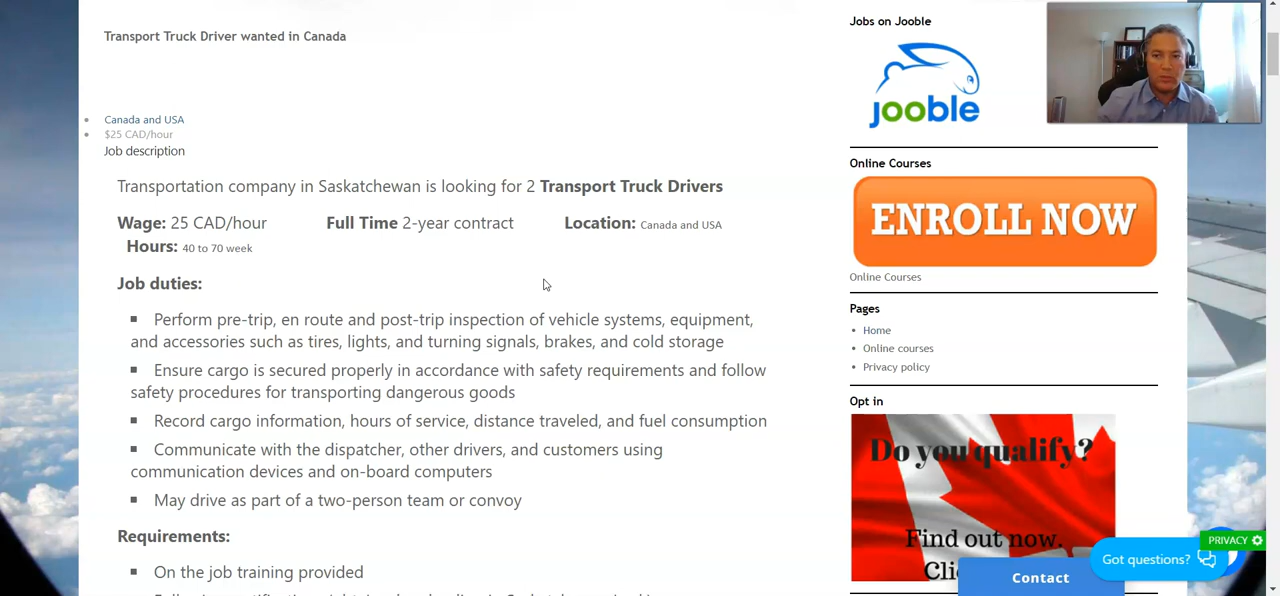 Transport Truck Driver wanted in Canada
Canada and USA
$25 CAD/hour
Job description
Transportation company in Saskatchewan is looking for 2 Transport Truck Drivers
Wage: 25 CAD/hour Full Time 2-year contract Location: Canada and USA
Hours: 40 to 70 week
Job duties:
Perform pre-trip, en route and post-trip inspection of vehicle systems, equipment,
and accessories such as tires, lights, and turning signals, brakes, and cold storage
Ensure cargo is secured properly in accordance with safety requirements and follow
safety procedures for transporting dangerous goods
Record cargo information, hours of service, distance traveled, and fuel consumption
Communicate with the dispatcher, other drivers, and customers using
communication devices and on-board computers
May drive as part of a two-person team or convoy
Requirements:
On the job training provided
Jobs on Jooble
jooble
Online Courses
ENROLL NOW
Online Courses
Pages
Home
Online courses
Privacy policy
Opt in
Do you qualify?
Find out now.
Cli
PRIVACY
Got questions?
Contact